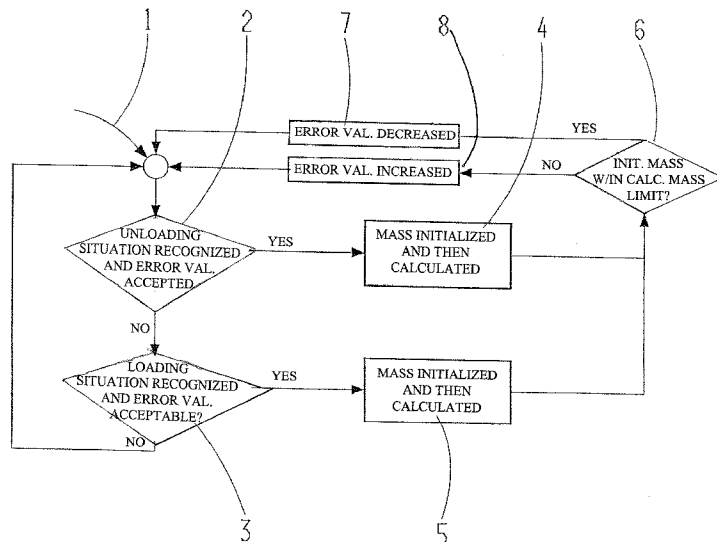 1
2
7
8
4
6
ERROR VAL. DECREASED
YES
ERROR VAL. INCREASED
NO
INIT. MASS
W/IN CALC. MASS
LIMIT?
UNLOADING
SITUATION RECOGNIZED
AND ERROR VAL.
ACCEPTED
YES
MASS INITIALIZED
AND THEN
CALCULATED
NO
LOADING
SITUATION RECOGNIZED
AND ERROR VAL.
ACCEPTABLE?
YES
MASS INITIALIZED
AND THEN
CALCULATED
NO
3
5